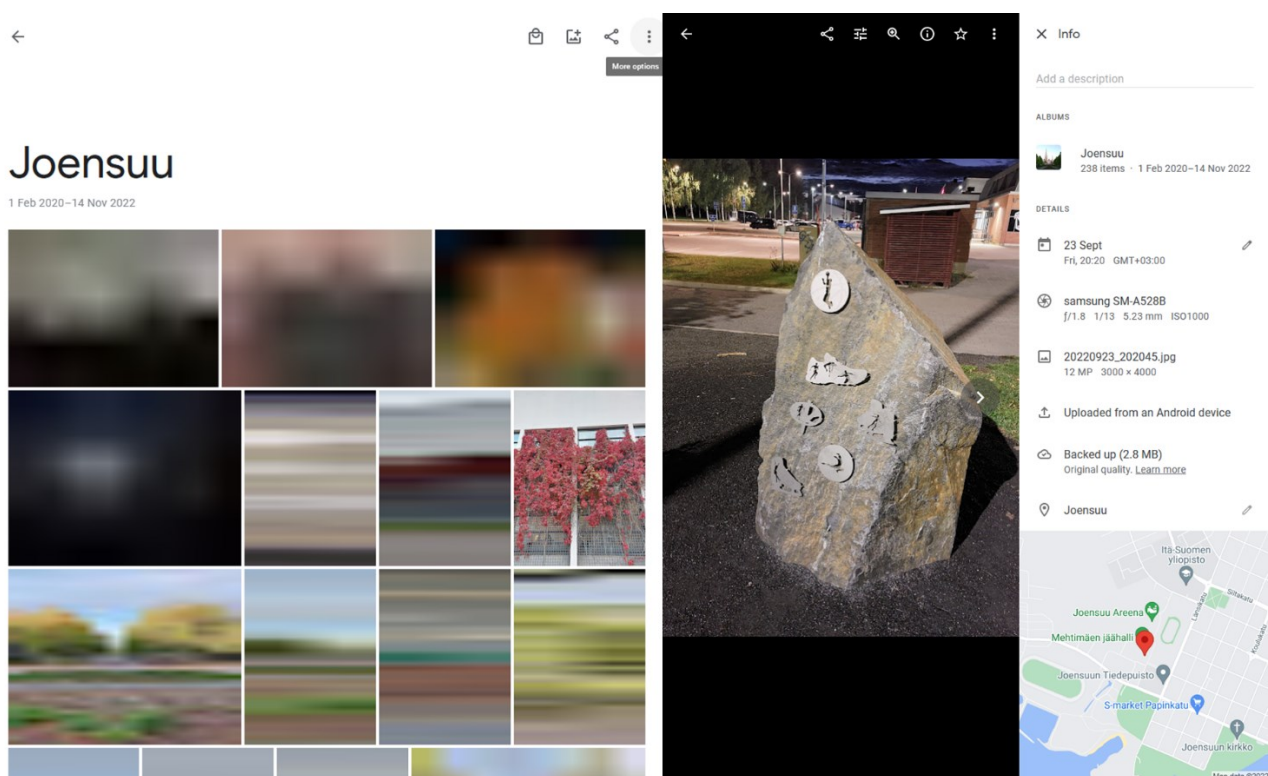 More options
Joensuu
1 Feb 2020–14 Nov 2022
Info
Add a description
ALBUMS
Joensuu
238 items · 1 Feb 2020–14 Nov 2022
DETAILS
23 Sept
Fri, 20:20 GMT+03:00
samsung SM-A528B
ƒ/1.8 1/13 5.23 mm ISO1000
20220923_202045.jpg
12 MP 3000 × 4000
Uploaded from an Android device
Backed up (2.8 MB)
Original quality. Learn more
Joensuu
Itä-Suomen
yliopisto
Siltakatu
Länsikatu
Joensuu Areena
Mehtimäen jäähalli
Koulukatu
Joensuun Tiedepuisto
S-market Papinkatu
Joensuun kirkko